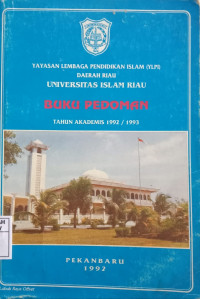 YAYASAN LEMBAGA PENDIDIKAN ISLAM (YLPI)
DAERAH RIAU
UNIVERSITAS ISLAM RIAU
BUKU PEDOMAN
TAHUN AKADEMIS 1992 / 1993
PEKANBARU
1992